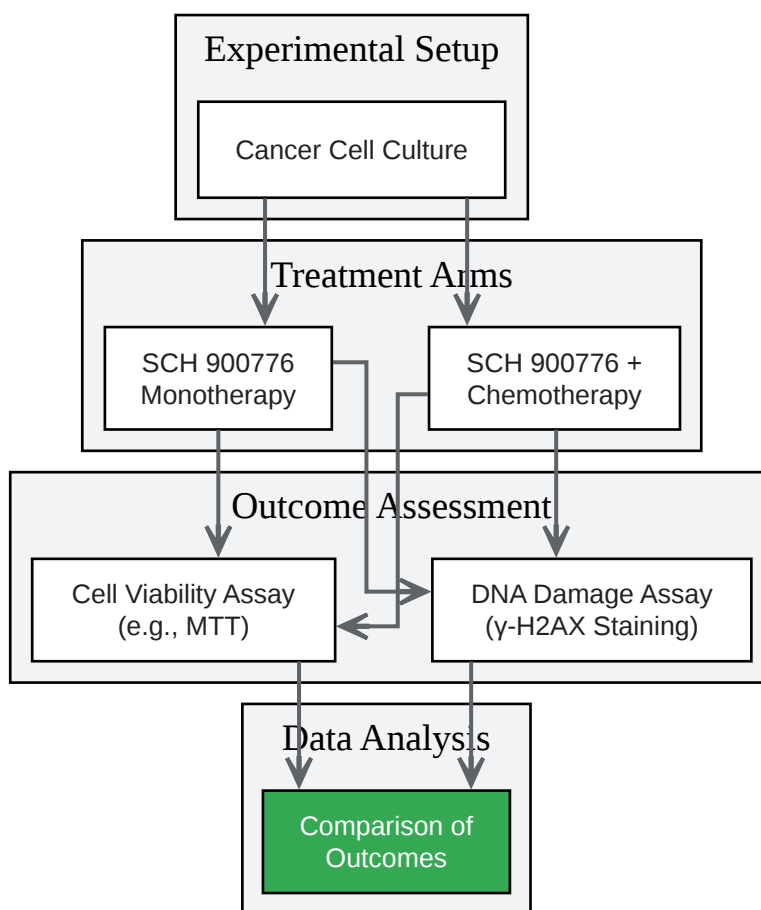 Experimental Setup
Cancer Cell Culture
Treatment Arms
SCH 900776
Monotherapy
SCH 900776 +
Chemotherapy
Outcome Assessment
Cell Viability Assay
(e.g., MTT)
DNA Damage Assay
(γ-H2AX Staining)
Data Analysis
Comparison of
Outcomes